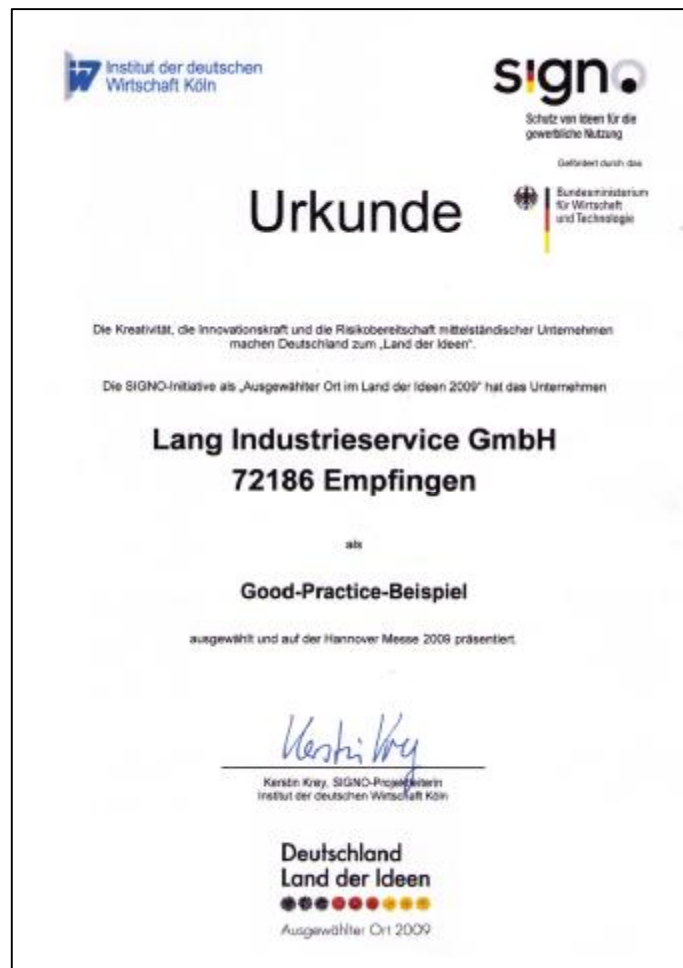 Institut der deutschen
Wirtschaft Köln
signo
Schutz von Ideen für die
gewerbliche Nutzung
Gefördert durch das
Bundesministerium
für Wirtschaft
und Technologie
Urkunde
Die Kreativität, die Innovationskraft und die Risikobereitschaft mittelständischer Unternehmen
machen Deutschland zum „Land der Ideen“.
Die SIGNO-Initiative als „Ausgewählter Ort im Land der Ideen 2009“ hat das Unternehmen
Lang Industrieservice GmbH
72186 Empfingen
als
Good-Practice-Beispiel
ausgewählt und auf der Hannover Messe 2009 präsentiert.
Kerstin Krey
Kerstin Krey, SIGNO-Projektleiterin
Institut der deutschen Wirtschaft Köln
Deutschland
Land der Ideen
Ausgewählter Ort 2009